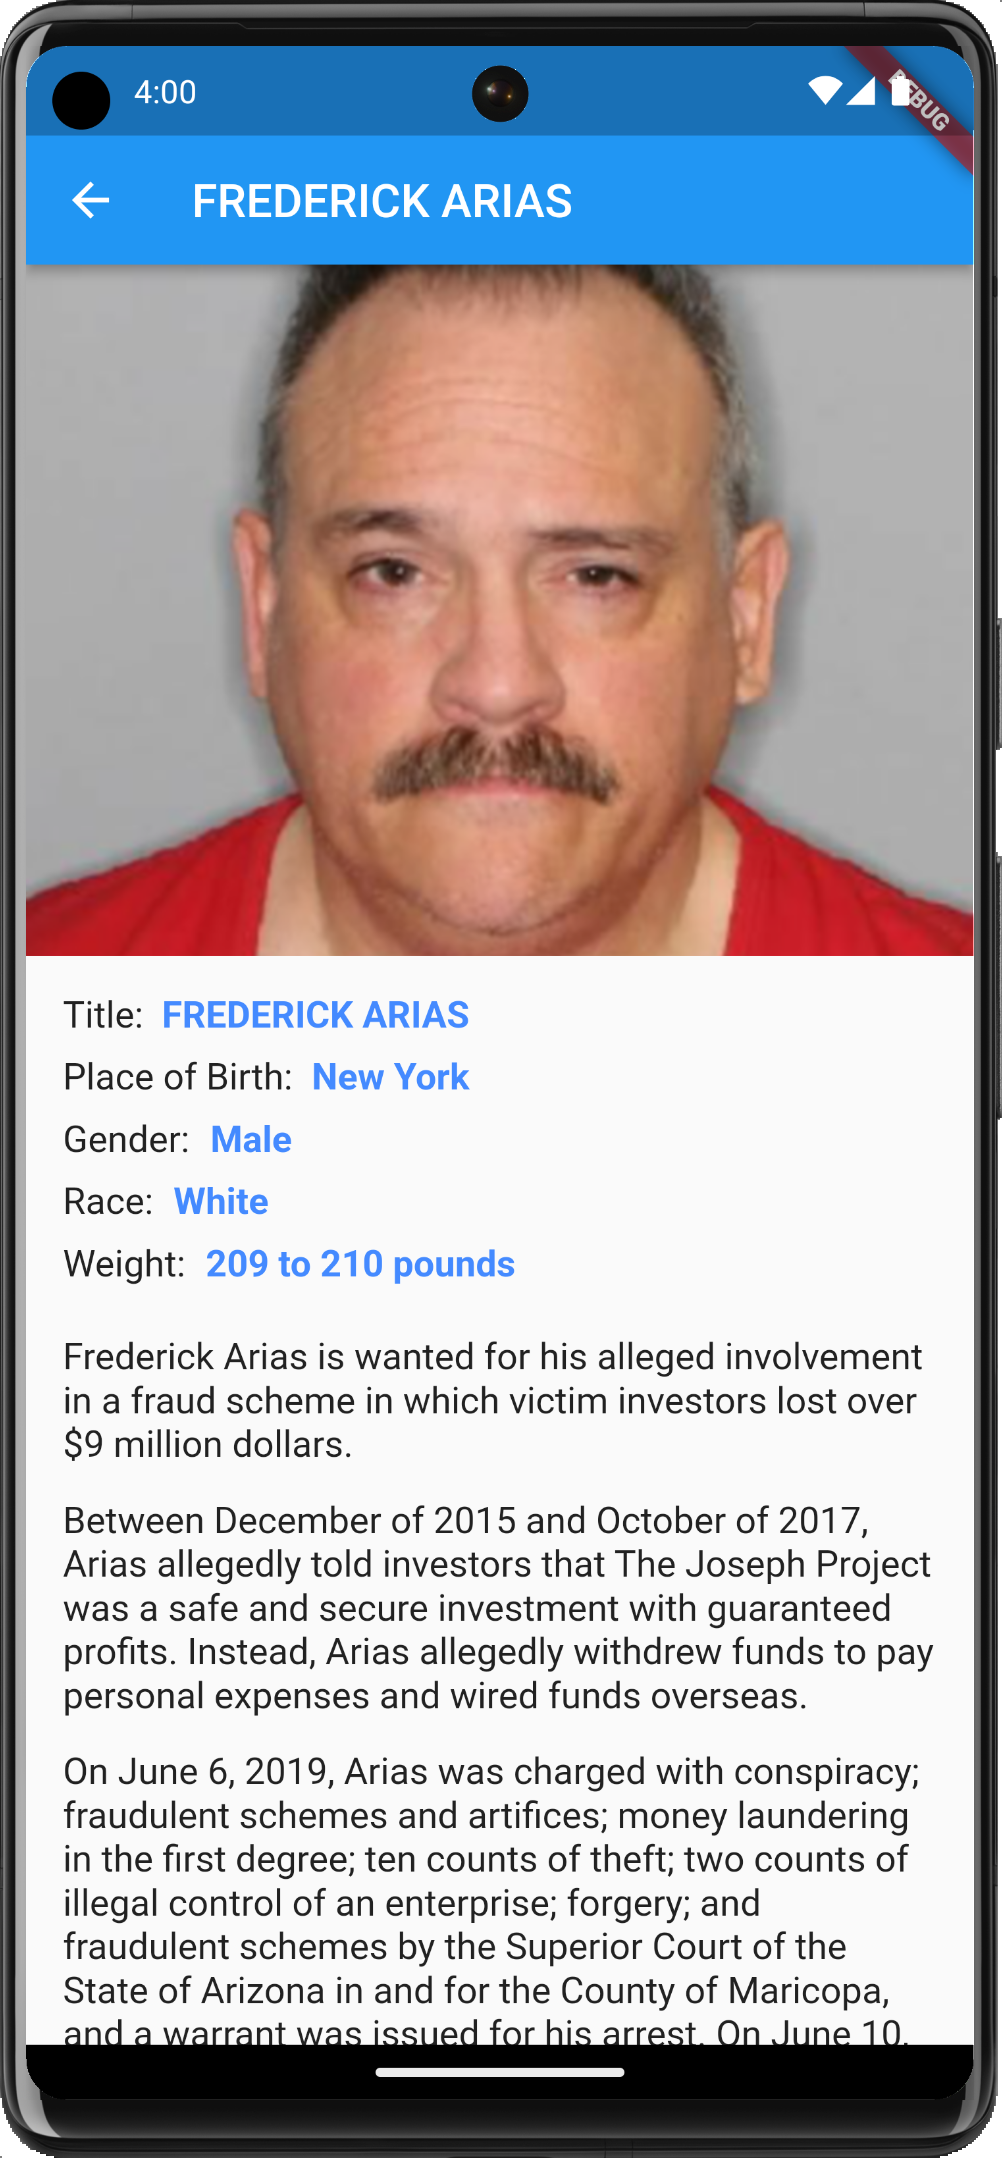 4:00
DEBUG
FREDERICK ARIAS
Title: FREDERICK ARIAS
Place of Birth: New York
Gender: Male
Race: White
Weight: 209 to 210 pounds
Frederick Arias is wanted for his alleged involvement
in a fraud scheme in which victim investors lost over
$9 million dollars.
Between December of 2015 and October of 2017,
Arias allegedly told investors that The Joseph Project
was a safe and secure investment with guaranteed
profits. Instead, Arias allegedly withdrew funds to pay
personal expenses and wired funds overseas.
On June 6, 2019, Arias was charged with conspiracy;
fraudulent schemes and artifices; money laundering
in the first degree; ten counts of theft; two counts of
illegal control of an enterprise; forgery; and
fraudulent schemes by the Superior Court of the
State of Arizona in and for the County of Maricopa,
and a warrant was issued for his arrest. On June 10,